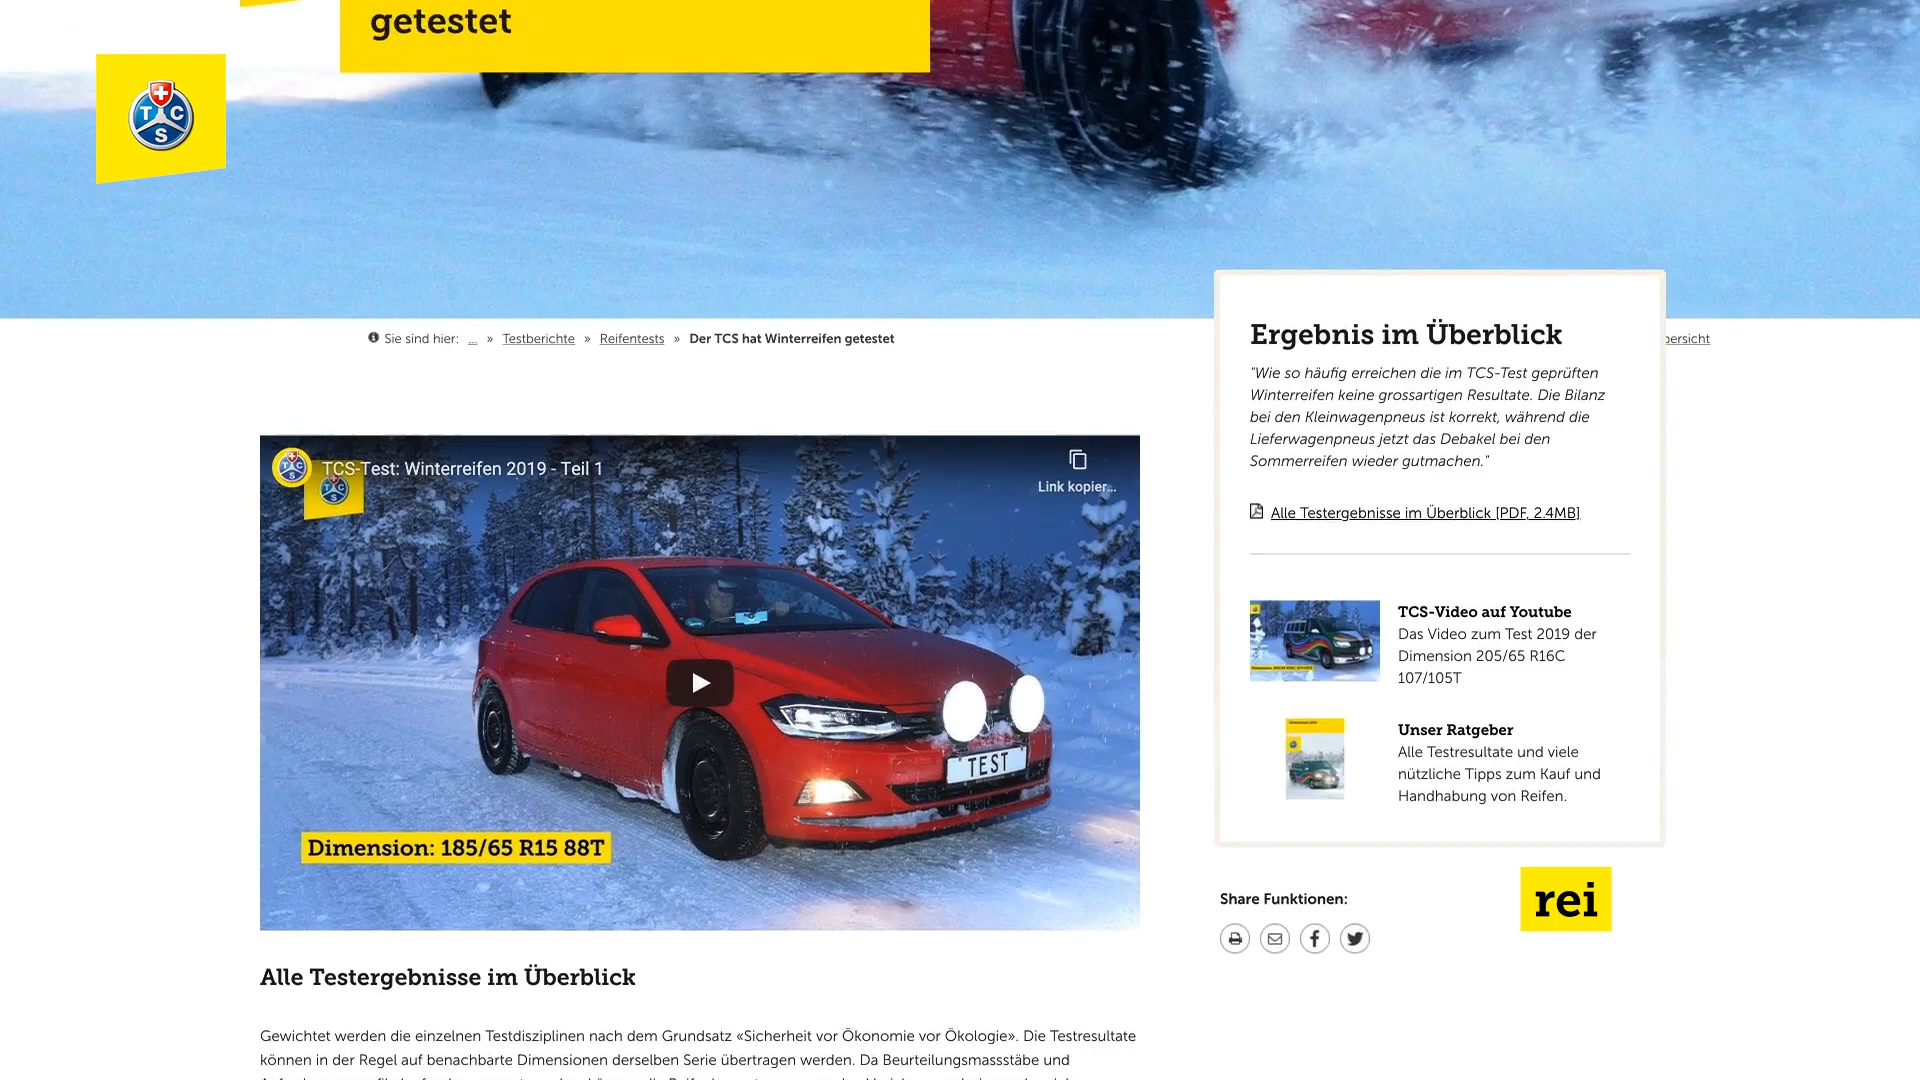 getestet
T C S
Sie sind hier: ... » Testberichte » Reifentests » Der TCS hat Winterreifen getestet
bersicht
TCS-Test: Winterreifen 2019 - Teil 1
Link kopier...
T C S
T C S
TEST
Dimension: 185/65 R15 88T
Ergebnis im Überblick
"Wie so häufig erreichen die im TCS-Test geprüften
Winterreifen keine grossartigen Resultate. Die Bilanz
bei den Kleinwagenpneus ist korrekt, während die
Lieferwagenpneus jetzt das Debakel bei den
Sommerreifen wieder gutmachen."
Alle Testergebnisse im Überblick [PDF, 2.4MB]
TCS-Video auf Youtube
Das Video zum Test 2019 der
Dimension 205/65 R16C
107/105T
Unser Ratgeber
Alle Testresultate und viele
nützliche Tipps zum Kauf und
Handhabung von Reifen.
Share Funktionen:
rei
Alle Testergebnisse im Überblick
Gewichtet werden die einzelnen Testdisziplinen nach dem Grundsatz «Sicherheit vor Ökonomie vor Ökologie». Die Testresultate
können in der Regel auf benachbarte Dimensionen derselben Serie übertragen werden. Da Beurteilungsmassstäbe und